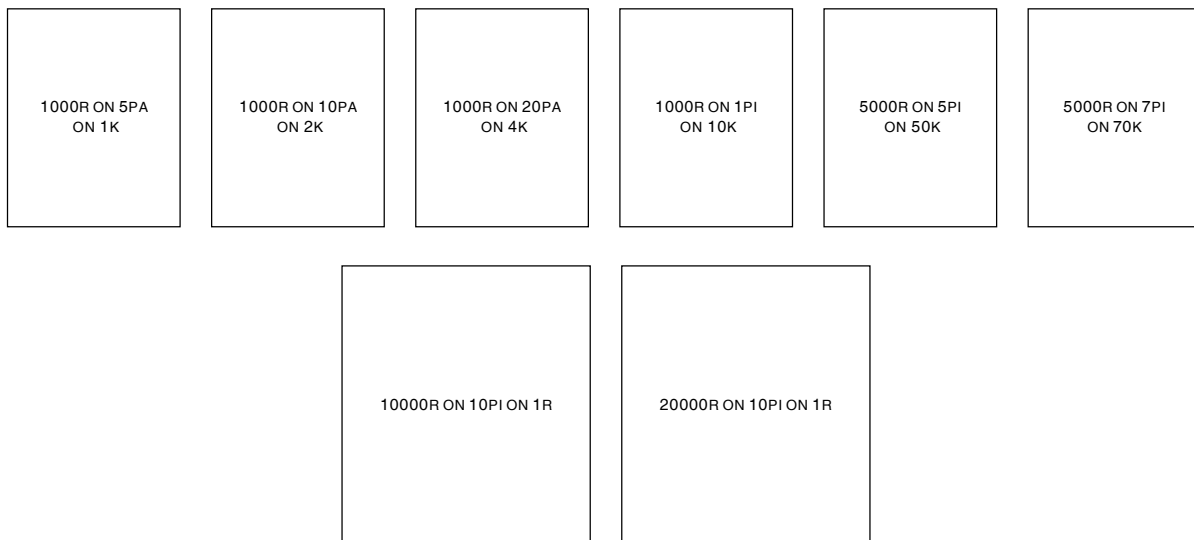 1000R ON 5PA
ON 1K
1000R ON 10PA
ON 2K
1000R ON 20PA
ON 4K
1000R ON 1PI
ON 10K
5000R ON 5PI
ON 50K
5000R ON 7PI
ON 70K
10000R ON 10PI ON 1R
20000R ON 10PI ON 1R